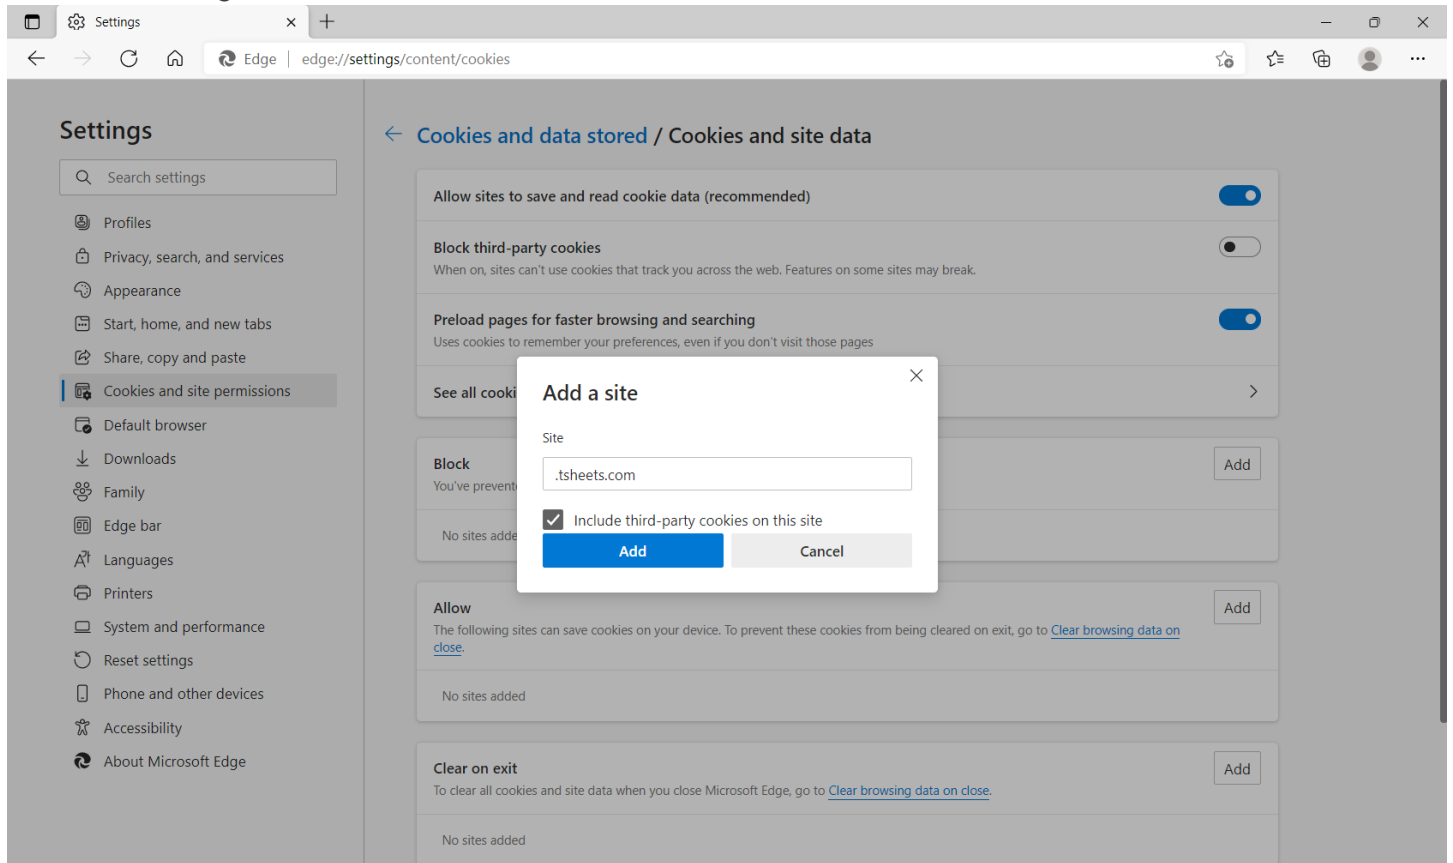 Settings
Edge | edge://settings/content/cookies
Settings
Search settings
Profiles
Privacy, search, and services
Appearance
Start, home, and new tabs
Share, copy and paste
Cookies and site permissions
Default browser
Downloads
Family
Edge bar
Languages
Printers
System and performance
Reset settings
Phone and other devices
Accessibility
About Microsoft Edge
Cookies and data stored / Cookies and site data
Allow sites to save and read cookie data (recommended)
Block third-party cookies
When on, sites can't use cookies that track you across the web. Features on some sites may break.
Preload pages for faster browsing and searching
Uses cookies to remember your preferences, even if you don't visit those pages
See all cooki
Block
Add
You've prevent
No sites adde
Add a site
Site
.tsheets.com
Include third-party cookies on this site
Add
Cancel
Allow
Add
The following sites can save cookies on your device. To prevent these cookies from being cleared on exit, go to Clear browsing data on
close.
No sites added
Clear on exit
Add
To clear all cookies and site data when you close Microsoft Edge, go to Clear browsing data on close.
No sites added